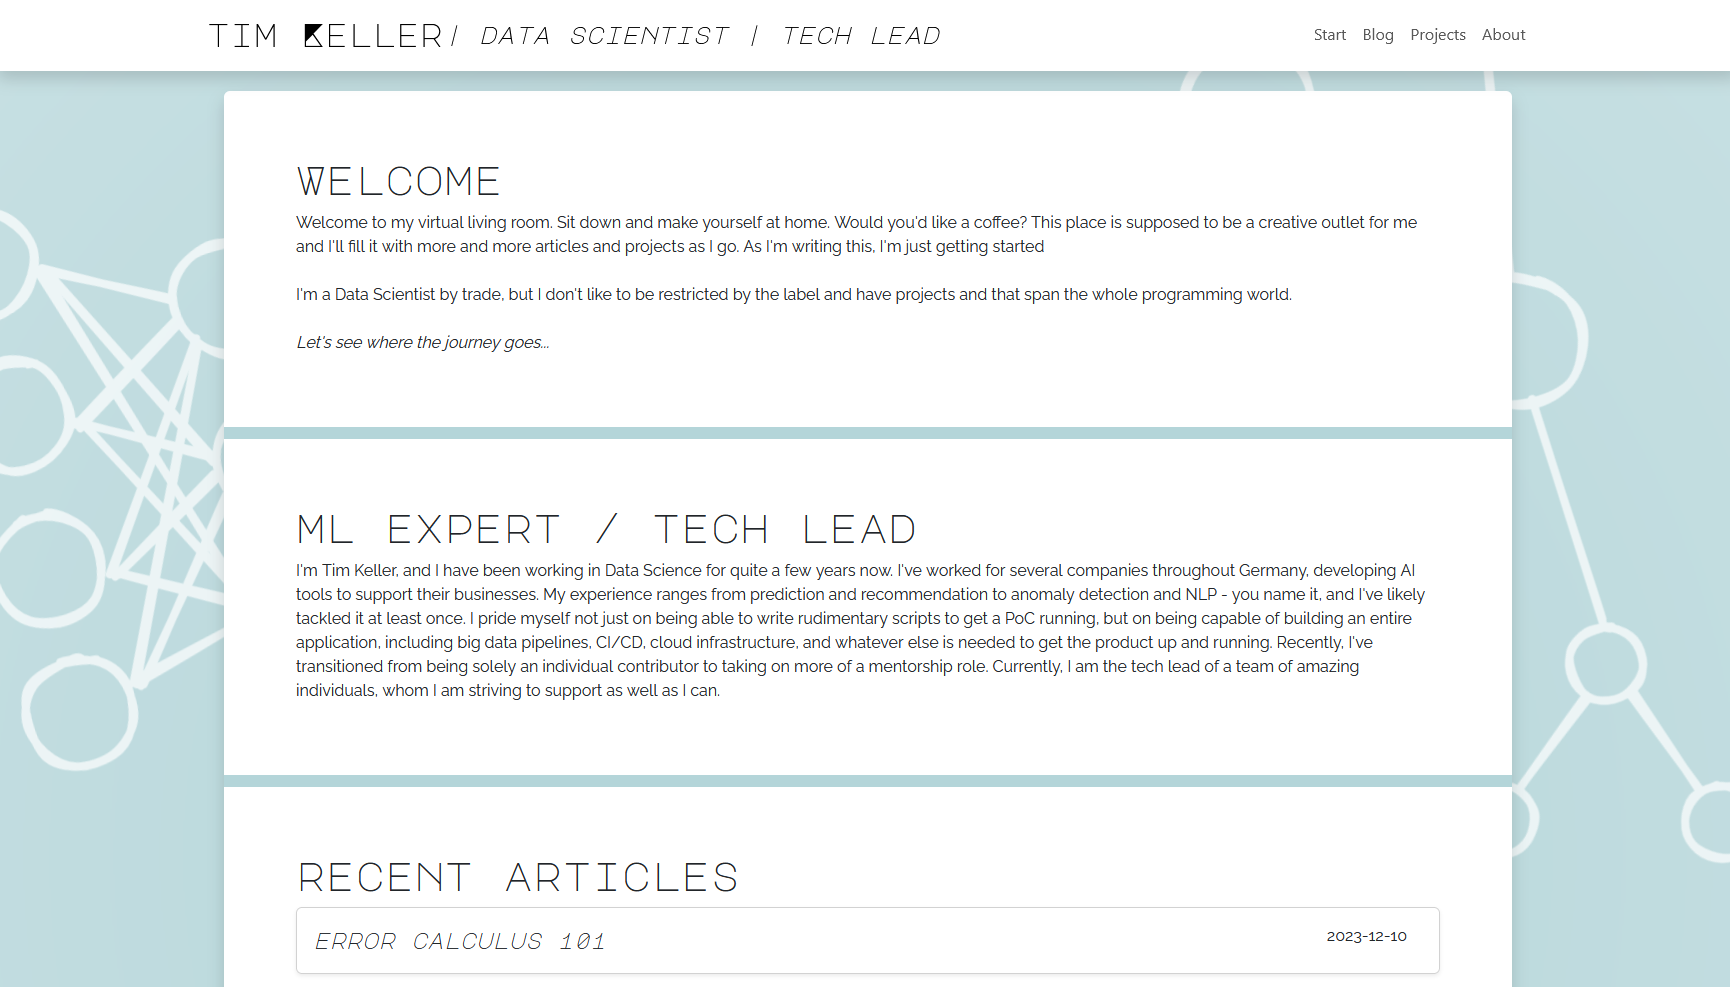 TIM KELLER / DATA SCIENTIST / TECH LEAD
Start Blog Projects About
WELCOME
Welcome to my virtual living room. Sit down and make yourself at home. Would you'd like a coffee? This place is supposed to be a creative outlet for me
and I'll fill it with more and more articles and projects as I go. As I'm writing this, I'm just getting started
I'm a Data Scientist by trade, but I don't like to be restricted by the label and have projects and that span the whole programming world.
Let's see where the journey goes...
ML EXPERT / TECH LEAD
I'm Tim Keller, and I have been working in Data Science for quite a few years now. I've worked for several companies throughout Germany, developing AI
tools to support their businesses. My experience ranges from prediction and recommendation to anomaly detection and NLP - you name it, and I've likely
tackled it at least once. I pride myself not just on being able to write rudimentary scripts to get a PoC running, but on being capable of building an entire
application, including big data pipelines, CI/CD, cloud infrastructure, and whatever else is needed to get the product up and running. Recently, I've
transitioned from being solely an individual contributor to taking on more of a mentorship role. Currently, I am the tech lead of a team of amazing
individuals, whom I am striving to support as well as I can.
RECENT ARTICLES
ERROR CALCULUS 101
2023-12-10